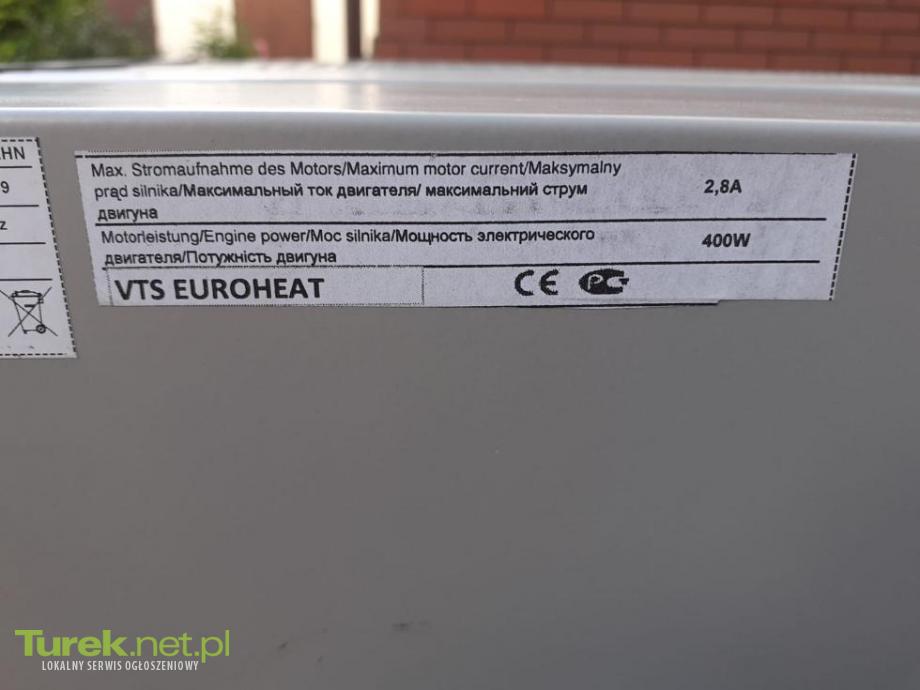 HN
9
z
Max. Stromaufnahme des Motors/Maximum motor current/Maksymalny
prąd silnika/Максимальный ток двигателя/ максимальний струм
двигуна
2,8A
Motorleistung/Engine power/Moc silnika/Мощность электрического
двигателя/Потужність двигуна
400W
VTS EUROHEAT
CE PG
Turek.net.pl
LOKALNY SERWIS OGŁOSZENIOWY